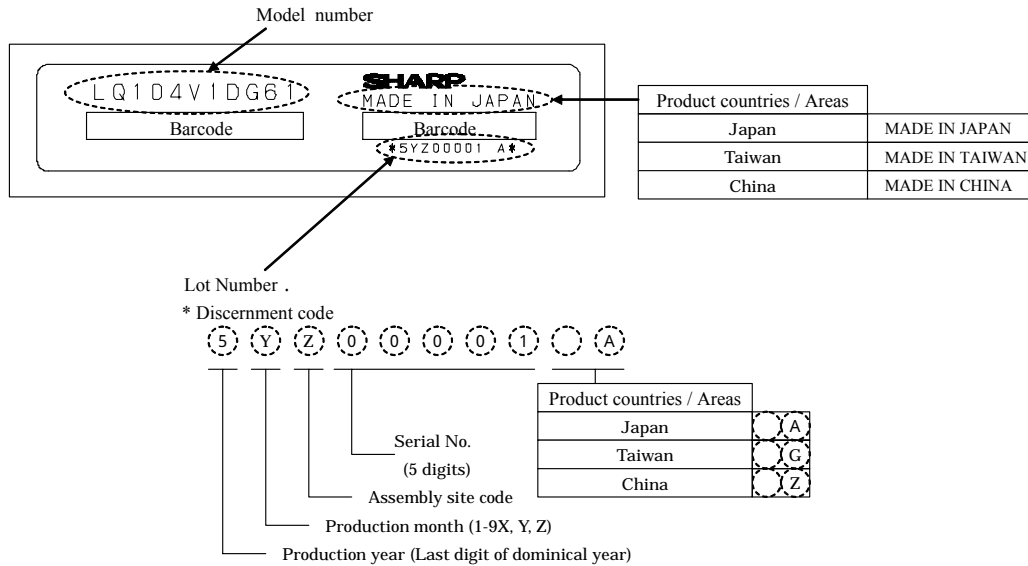 Model number
SHARP
LQ104V1DG61
MADE IN JAPAN
Barcode
Barcode
*5YZ00001 A*
Product countries / Areas
Japan MADE IN JAPAN
Taiwan MADE IN TAIWAN
China MADE IN CHINA
Lot Number .
* Discernment code
5 Y Z 0 0 0 0 1 A
Product countries / Areas
Japan A
Taiwan G
China Z
Serial No.
(5 digits)
Assembly site code
Production month (1-9X, Y, Z)
Production year (Last digit of dominical year)